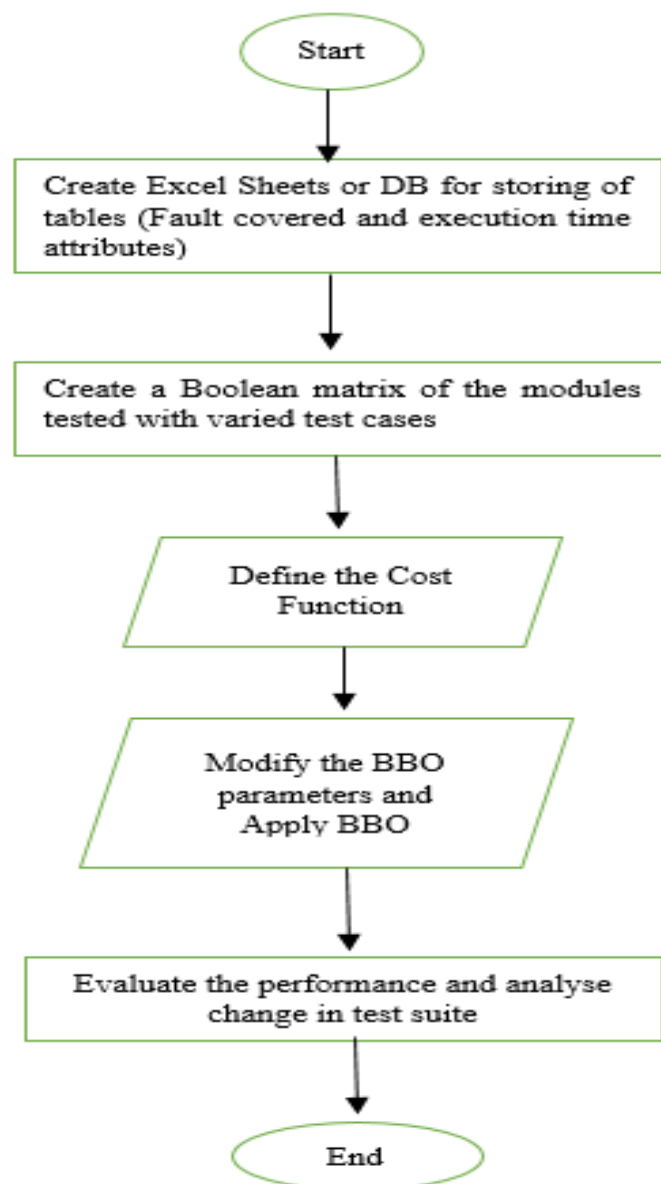 Start
Create Excel Sheets or DB for storing of
tables (Fault covered and execution time
attributes)
Create a Boolean matrix of the modules
tested with varied test cases
Define the Cost
Function
Modify the BBO
parameters and
Apply BBO
Evaluate the performance and analyse
change in test suite
End